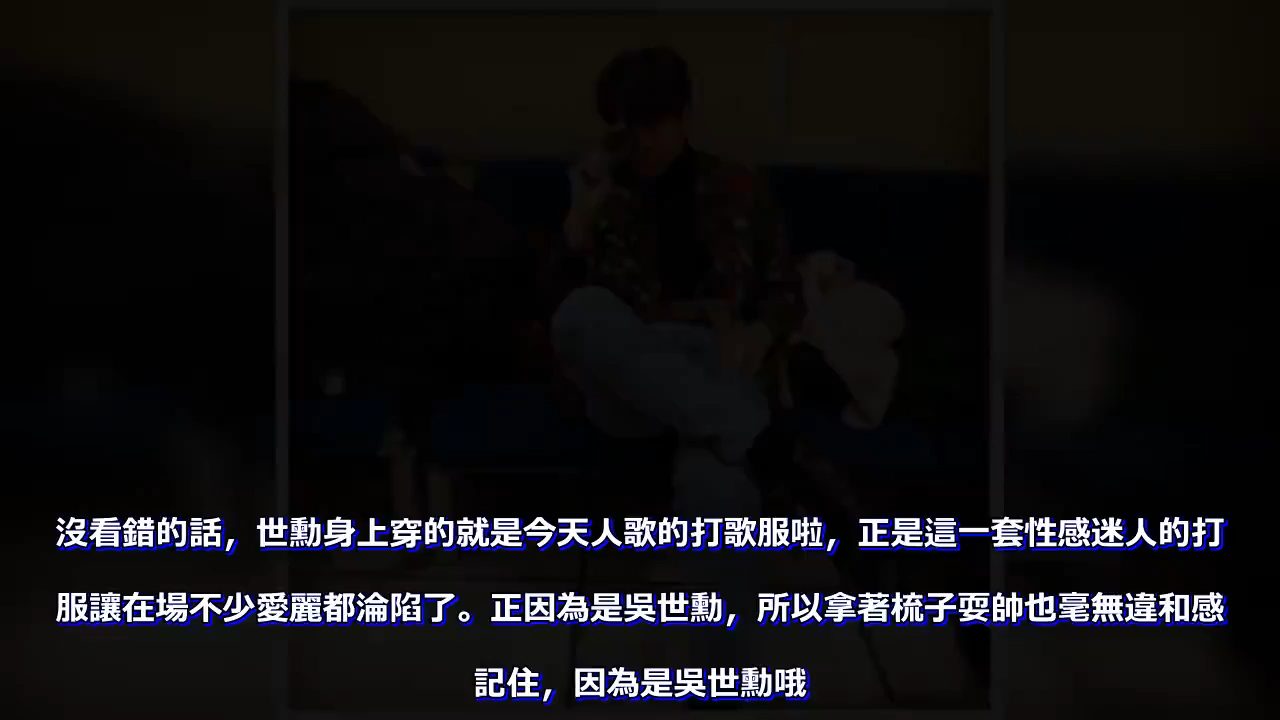 沒看錯的話，世勳身上穿的就是今天人歌的打歌服啦，正是這一套性感迷人的打
服讓在場不少愛麗都淪陷了。正因為是吳世勳，所以拿著梳子耍帥也毫無違和感
記住，因為是吳世勳哦